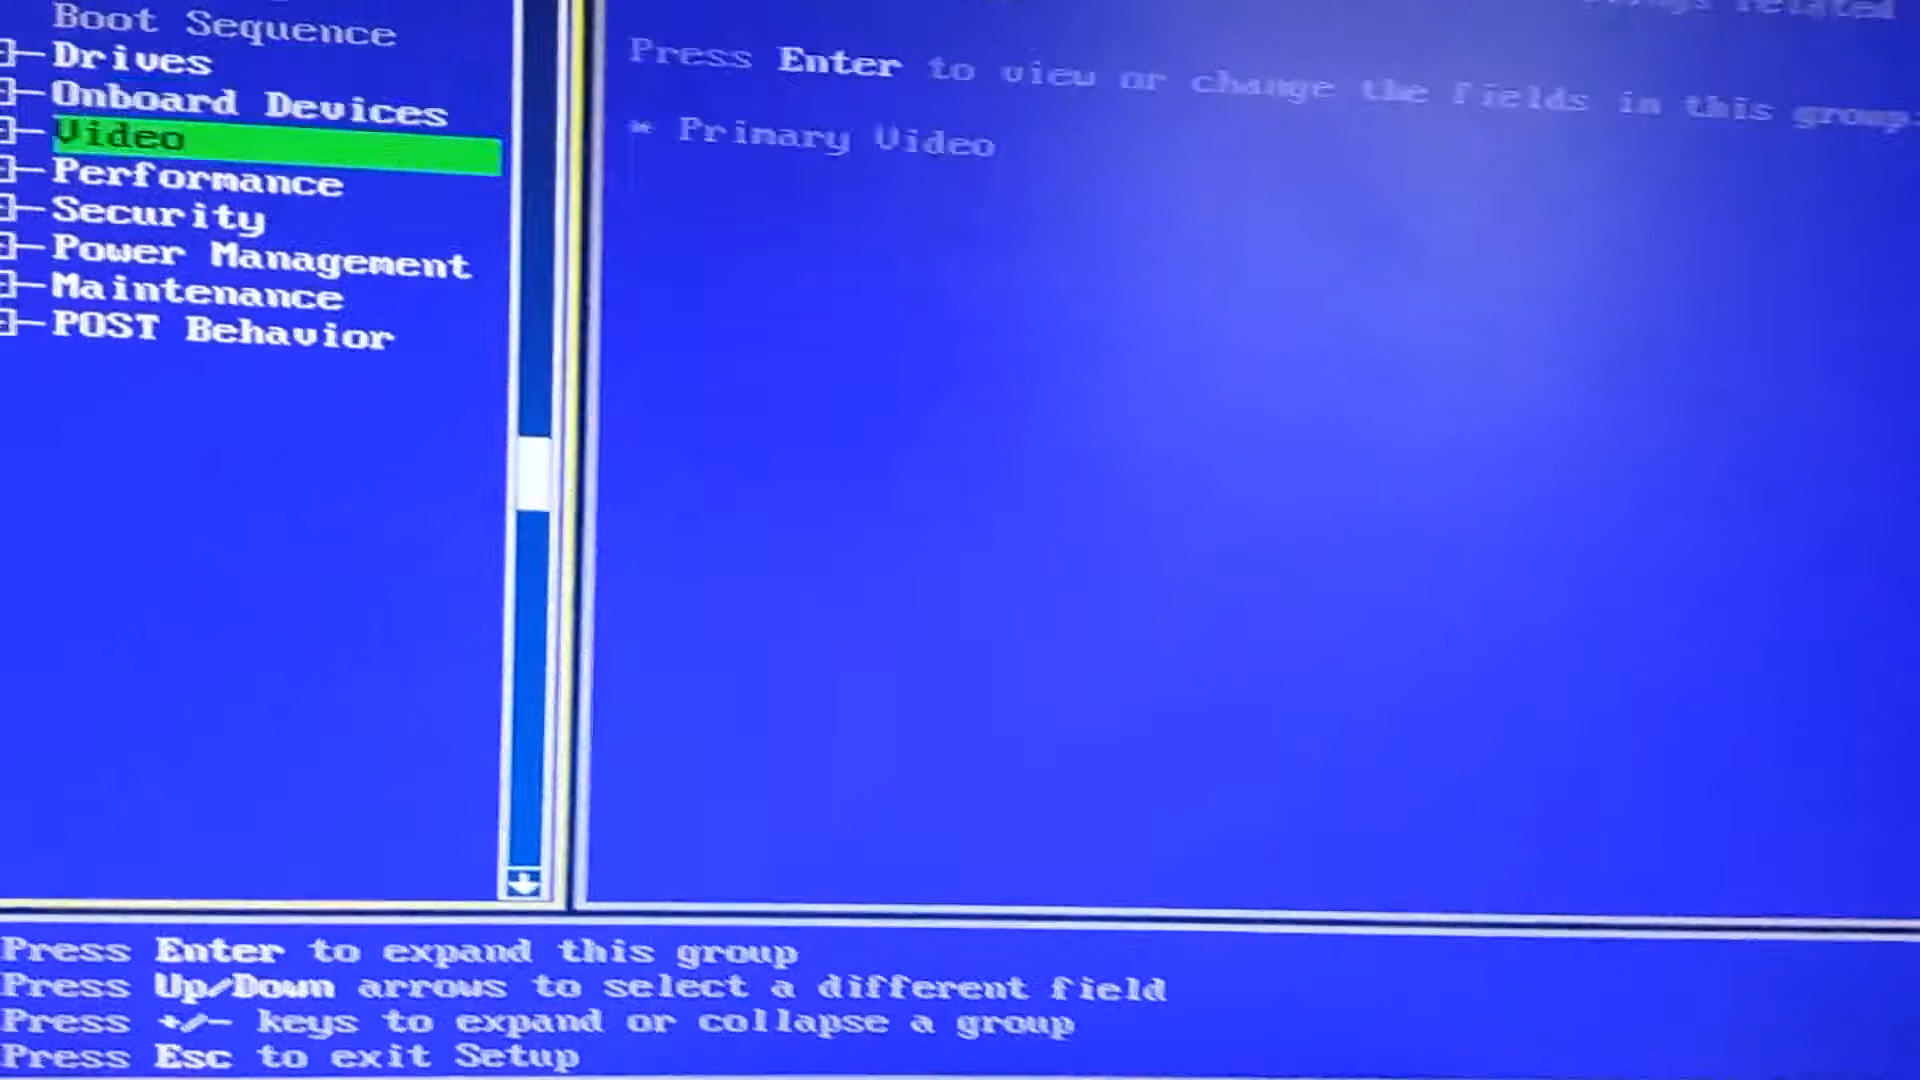 Boot Sequence
Drives
Onboard Devices
Video
Performance
Security
Power Management
Maintenance
POST Behavior
related
Press Enter to view or change the fields in this group:
* Primary Video
Press Enter to expand this group
Press Up/Down arrows to select a different field
Press +/- keys to expand or collapse a group
Press Esc to exit Setup